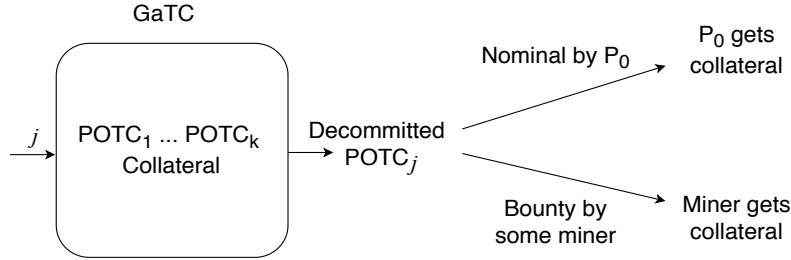 GaTC
j
POTC₁ ... POTCₖ
Collateral
Decommitted
POTCⱼ
Nominal by P₀
P₀ gets
collateral
Bounty by
some miner
Miner gets
collateral